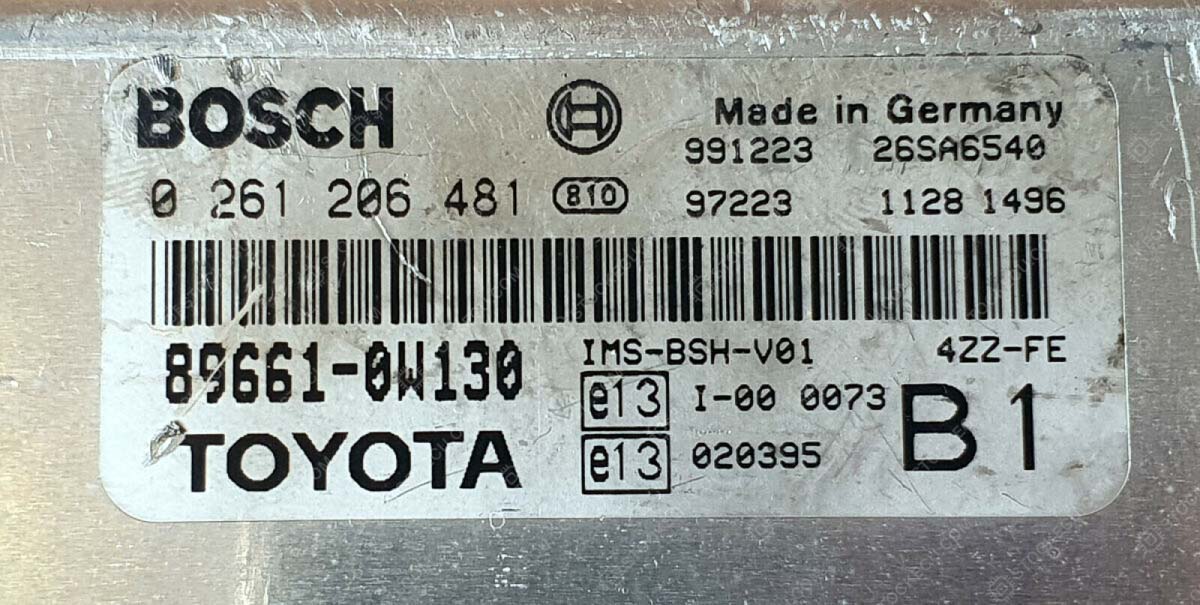 BOSCH
Made in Germany
991223 26SA6540
0 261 206 481 810 97223 1128 1496
89661-0W130
IMS-BSH-V01 4ZZ-FE
e13 I-00 0073
B1
TOYOTA
e13 020395